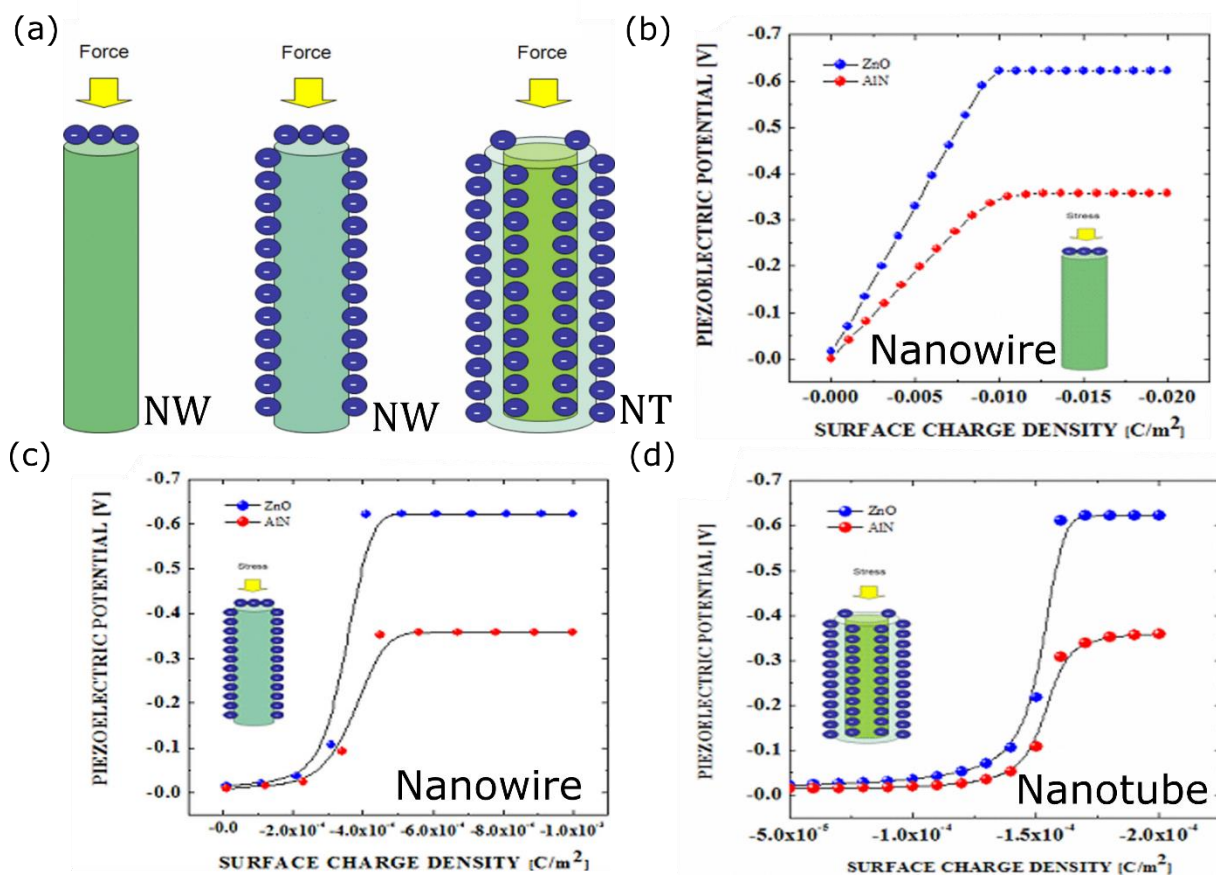 (a)
Force
Force
Force
NW
NW
NT
(b)
PIEZOELECTRIC POTENTIAL [V]
-0.7
-0.6
-0.5
-0.4
-0.3
-0.2
-0.1
-0.0
ZnO
AlN
Stress
Nanowire
-0.000 -0.005 -0.010 -0.015 -0.020
SURFACE CHARGE DENSITY [C/m²]
(c)
PIEZOELECTRIC POTENTIAL [V]
-0.7
-0.6
-0.5
-0.4
-0.3
-0.2
-0.1
-0.0
ZnO
AlN
Stress
Nanowire
-0.0 -2.0x10⁻⁴ -4.0x10⁻⁴ -6.0x10⁻⁴ -8.0x10⁻⁴ -1.0x10⁻³
SURFACE CHARGE DENSITY [C/m²]
(d)
PIEZOELECTRIC POTENTIAL [V]
-0.7
-0.6
-0.5
-0.4
-0.3
-0.2
-0.1
-0.0
ZnO
AlN
Stress
Nanotube
-5.0x10⁻⁵ -1.0x10⁻⁴ -1.5x10⁻⁴ -2.0x10⁻⁴
SURFACE CHARGE DENSITY [C/m²]